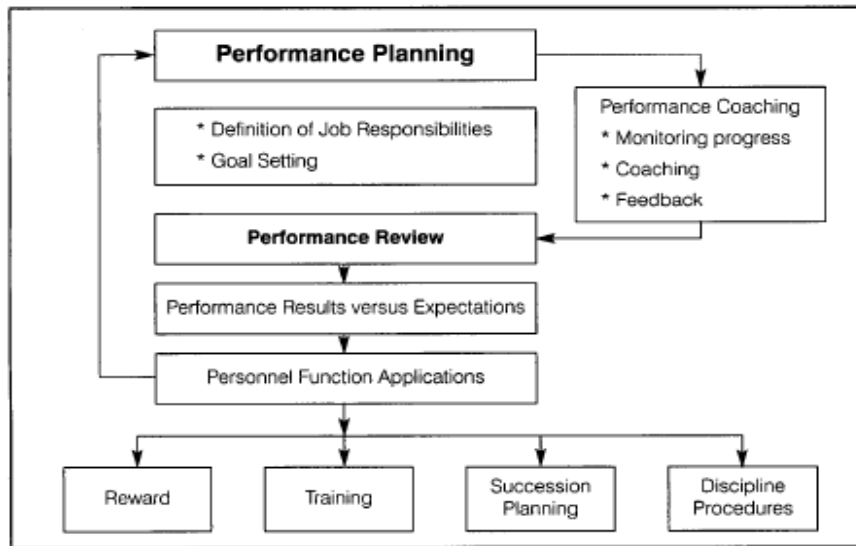 Performance Planning
* Definition of Job Responsibilities
* Goal Setting
Performance Coaching
* Monitoring progress
* Coaching
* Feedback
Performance Review
Performance Results versus Expectations
Personnel Function Applications
Reward
Training
Succession
Planning
Discipline
Procedures